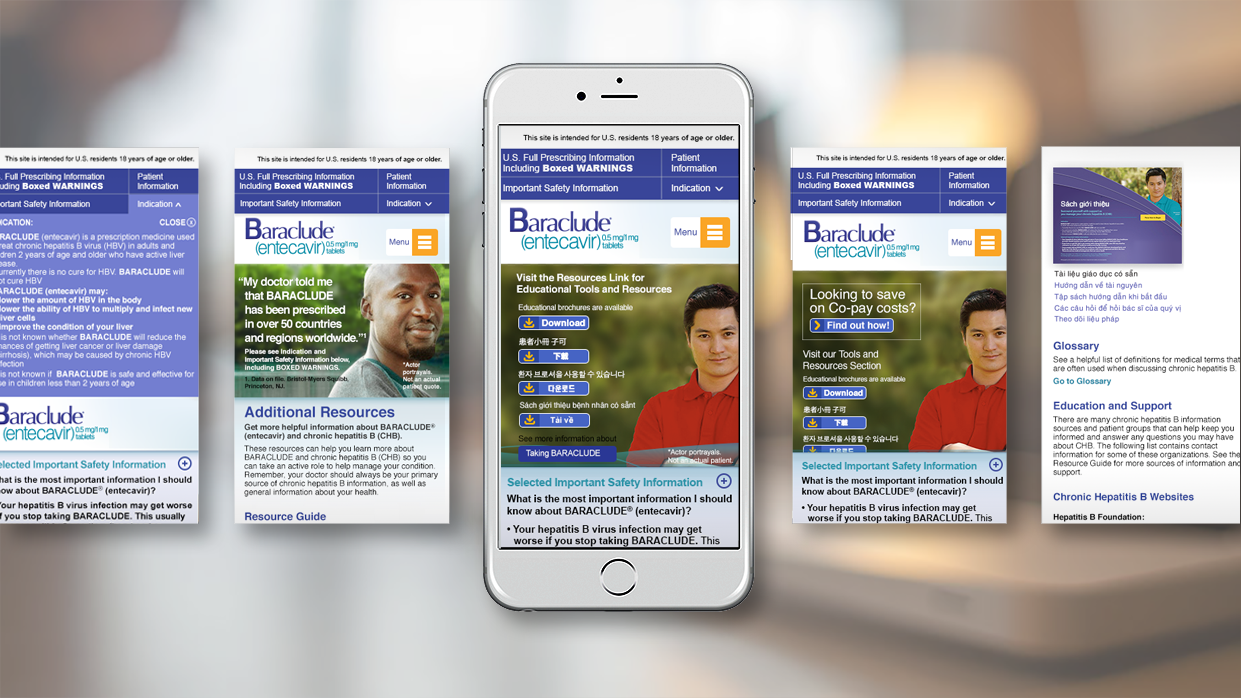 This site is intended for U.S. residents 18 years of age or older.
. Full Prescribing Information
uding Boxed WARNINGS
Patient
Information
ortant Safety Information
Indication
ICATION:
CLOSE
RACLUDE (entecavir) is a prescription medicine used
reat chronic hepatitis B virus (HBV) in adults and
dren 2 years of age and older who have active liver
ease.
urrently there is no cure for HBV. BARACLUDE will
ot cure HBV
BARACLUDE (entecavir) may:
lower the amount of HBV in the body
lower the ability of HBV to multiply and infect new
liver cells
improve the condition of your liver
is not known whether BARACLUDE will reduce the
hances of getting liver cancer or liver damage
irrhosis), which may be caused by chronic HBV
fection
is not known if BARACLUDE is safe and effective for
se in children less than 2 years of age
Baraclude
(entecavir) 0.5 mg/1 mg
tablets
elected Important Safety Information
hat is the most important information I should
now about BARACLUDE® (entecavir)?
Your hepatitis B virus infection may get worse
if you stop taking BARACLUDE. This usually
This site is intended for U.S. residents 18 years of age or older.
U.S. Full Prescribing Information
Including Boxed WARNINGS
Patient
Information
Important Safety Information
Indication
Baraclude
(entecavir) 0.5 mg/1 mg
tablets
Menu
“My doctor told me
that BARACLUDE
has been prescribed
in over 50 countries
and regions worldwide.”1
Please see Indication and
Important Safety Information below,
including BOXED WARNINGS.
1. Data on file, Bristol-Myers Squibb,
Princeton, NJ.
*Actor
portrayals.
Not an actual
patient quote.
Additional Resources
Get more helpful information about BARACLUDE®
(entecavir) and chronic hepatitis B (CHB).
These resources can help you learn more about
BARACLUDE and chronic hepatitis B (CHB) so you
can take an active role to help manage your condition.
Remember, your doctor should always be your primary
source of chronic hepatitis B information, as well as
general information about your health.
Resource Guide
This site is intended for U.S. residents 18 years of age or older.
U.S. Full Prescribing Information
Including Boxed WARNINGS
Patient
Information
Important Safety Information
Indication
Baraclude
(entecavir) 0.5 mg/1 mg
tablets
Menu
Visit the Resources Link for
Educational Tools and Resources
Educational brochures are available
Download
患者小冊 子可
下載
환자 브로셔을 사용할 수 있습니다
다운로드
Sách giới thiệu bệnh nhân có sẵn
Tải về
See more information about
Taking BARACLUDE
*Actor portrayals.
Not an actual patient.
Selected Important Safety Information
What is the most important information I should
know about BARACLUDE® (entecavir)?
• Your hepatitis B virus infection may get
worse if you stop taking BARACLUDE. This
This site is intended for U.S. residents 18 years of age or older.
U.S. Full Prescribing Information
Including Boxed WARNINGS
Patient
Information
Important Safety Information
Indication
Baraclude
(entecavir) 0.5 mg/1 mg
tablets
Menu
Looking to save
on Co-pay costs?
Find out how!
Visit our Tools and
Resources Section
Educational brochures are available
Download
患者小冊 子可
下載
환자 브로셔을 사용할 수 있습니다
다운로드
Selected Important Safety Information
What is the most important information I should
know about BARACLUDE® (entecavir)?
• Your hepatitis B virus infection may get
worse if you stop taking BARACLUDE. This
Sách giới thiệu
Tài liệu giáo dục có sẵn
Hướng dẫn về tài nguyên
Tập sách hướng dẫn khi bắt đầu
Các câu hỏi để hỏi bác sĩ của quý vị
Theo dõi liệu pháp
Glossary
See a helpful list of definitions for medical terms that
are often used when discussing chronic hepatitis B.
Go to Glossary
Education and Support
There are many chronic hepatitis B information
sources and patient groups that can help keep you
informed and answer any questions you may have
about CHB. The following list contains contact
information for some of these organizations. See the
Resource Guide for more sources of information and
support.
Chronic Hepatitis B Websites
Hepatitis B Foundation: